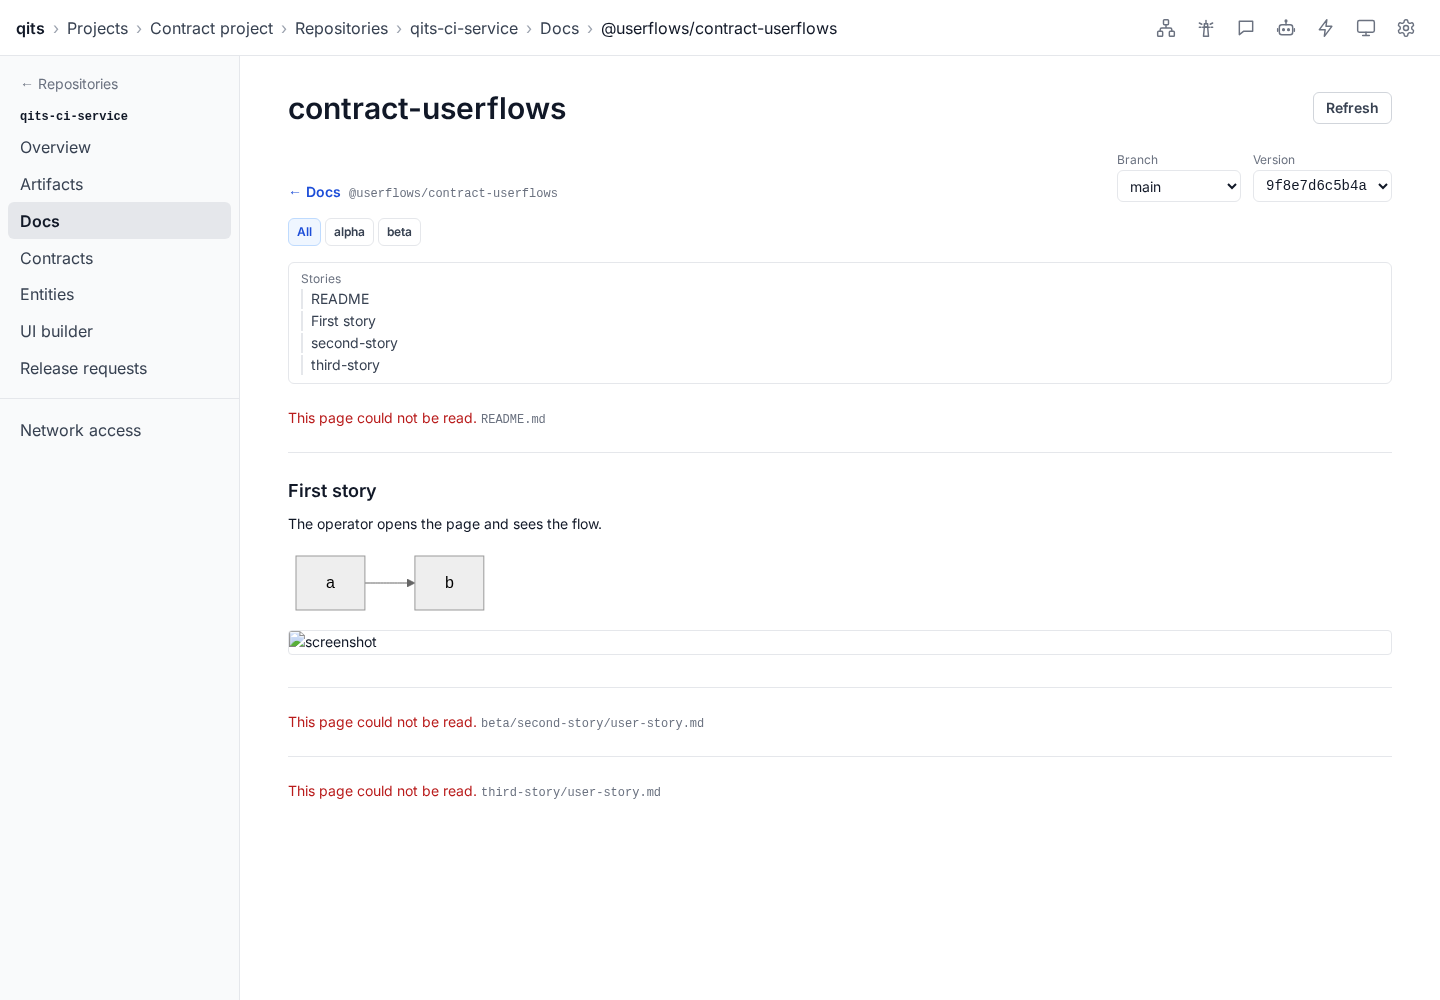 qits › Projects › Contract project › Repositories › qits-ci-service › Docs › @userflows/contract-userflows
← Repositories
qits-ci-service
Overview
Artifacts
Docs
Contracts
Entities
UI builder
Release requests
Network access
contract-userflows
Refresh
Branch
Version
← Docs @userflows/contract-userflows
main
9f8e7d6c5b4a
All
alpha
beta
Stories
README
First story
second-story
third-story
This page could not be read. README.md
First story
The operator opens the page and sees the flow.
a
b
screenshot
This page could not be read. beta/second-story/user-story.md
This page could not be read. third-story/user-story.md